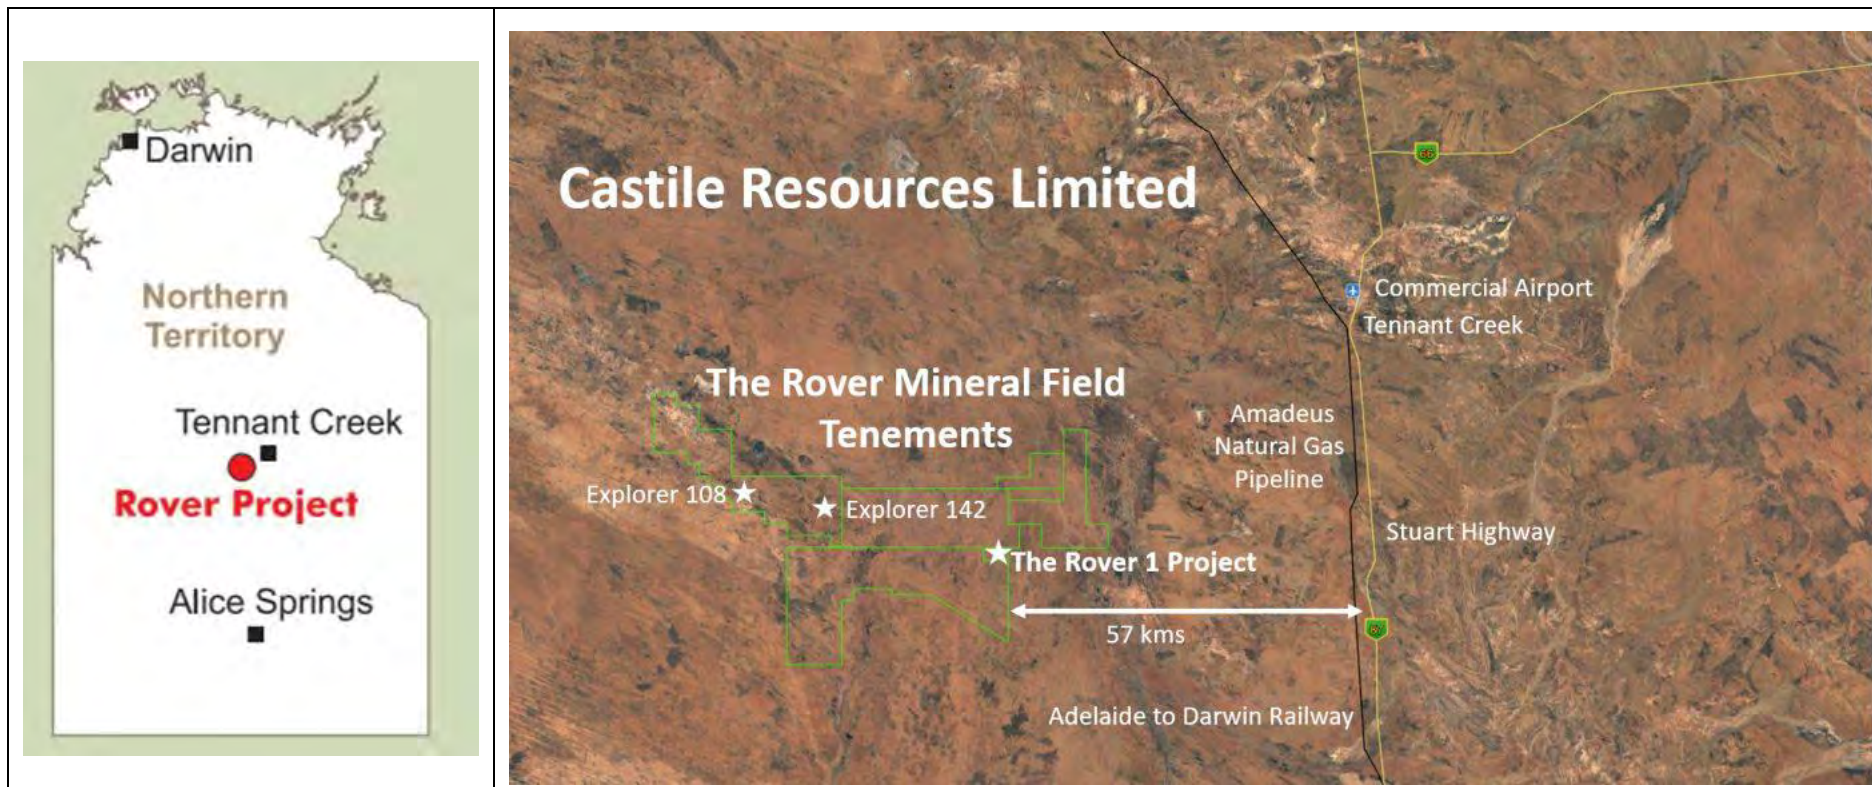 Darwin
Northern
Territory
Tennant Creek
Rover Project
Alice Springs
Castile Resources Limited
66
Commercial Airport
Tennant Creek
The Rover Mineral Field
Tenements
Amadeus
Natural Gas
Pipeline
Explorer 108
Explorer 142
Stuart Highway
The Rover 1 Project
57 kms
87
Adelaide to Darwin Railway